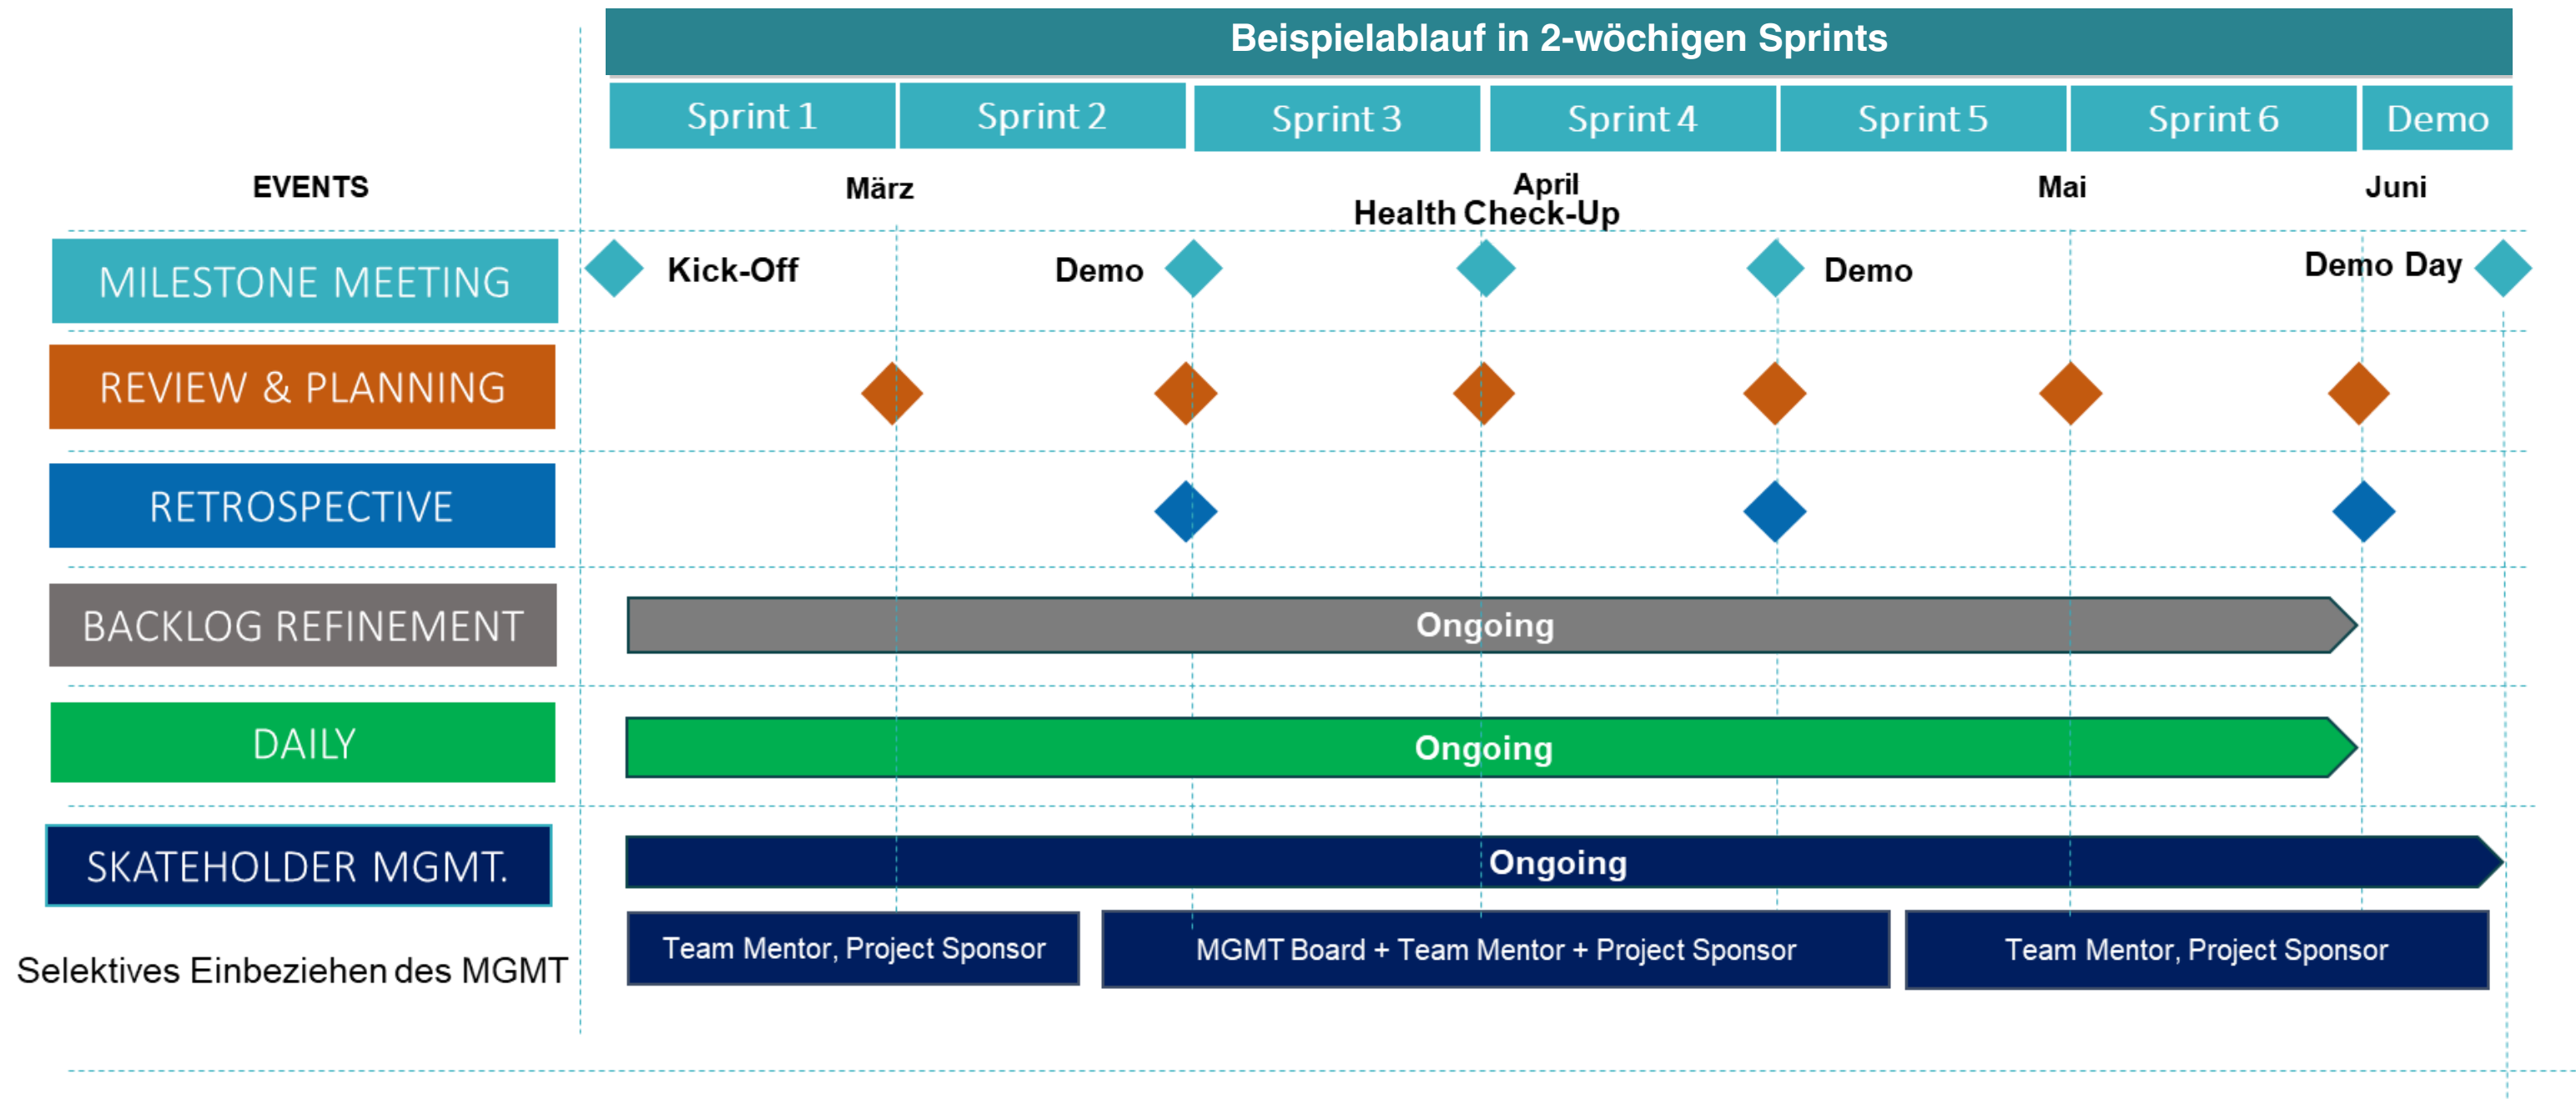 Beispielablauf in 2-wöchigen Sprints
Sprint 1
Sprint 2
Sprint 3
Sprint 4
Sprint 5
Sprint 6
Demo
EVENTS
März
April
Mai
Juni
Health Check-Up
MILESTONE MEETING
Kick-Off
Demo
Demo
Demo Day
REVIEW & PLANNING
RETROSPECTIVE
BACKLOG REFINEMENT
Ongoing
DAILY
Ongoing
SKATEHOLDER MGMT.
Ongoing
Selektives Einbeziehen des MGMT
Team Mentor, Project Sponsor
MGMT Board + Team Mentor + Project Sponsor
Team Mentor, Project Sponsor